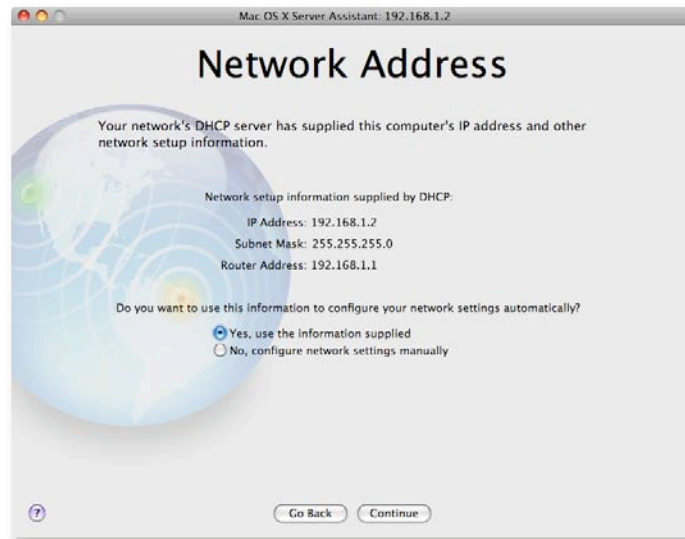 Mac OS X Server Assistant: 192.168.1.2
Network Address
Your network's DHCP server has supplied this computer's IP address and other
network setup information.
Network setup information supplied by DHCP:
IP Address: 192.168.1.2
Subnet Mask: 255.255.255.0
Router Address: 192.168.1.1
Do you want to use this information to configure your network settings automatically?
Yes, use the information supplied
No, configure network settings manually
?
Go Back
Continue